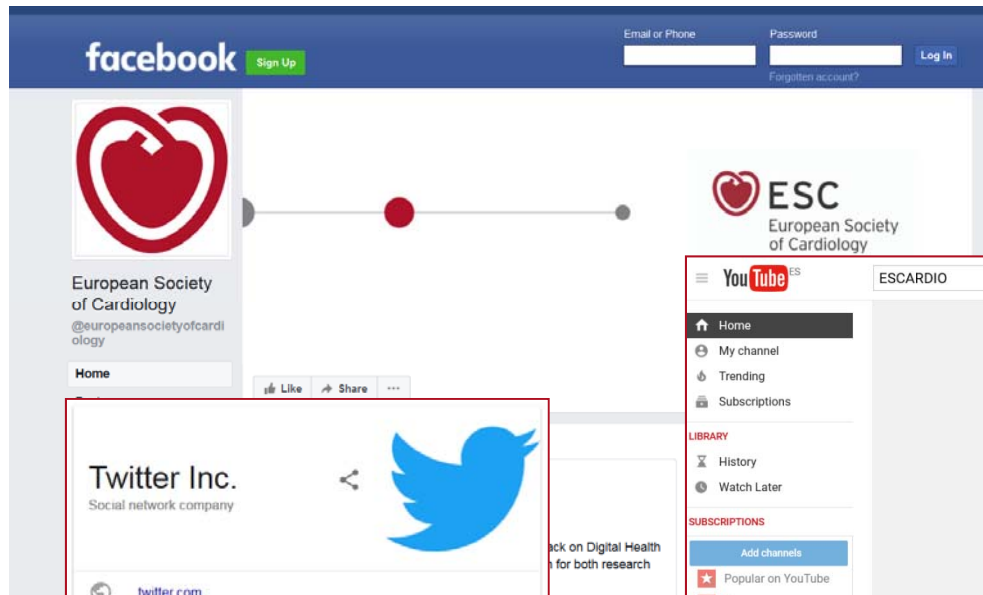 facebook
Sign Up
Email or Phone
Password
Log In
Forgotten account?
ESC
European Society
of Cardiology
European Society
of Cardiology
@europeansocietyofcardi
ology
Home
Like
Share
Twitter Inc.
Social network company
twitter.com
on Digital Health
for both research
YouTube ES
ESCARDIO
Home
My channel
Trending
Subscriptions
LIBRARY
History
Watch Later
SUBSCRIPTIONS
Add channels
Popular on YouTube